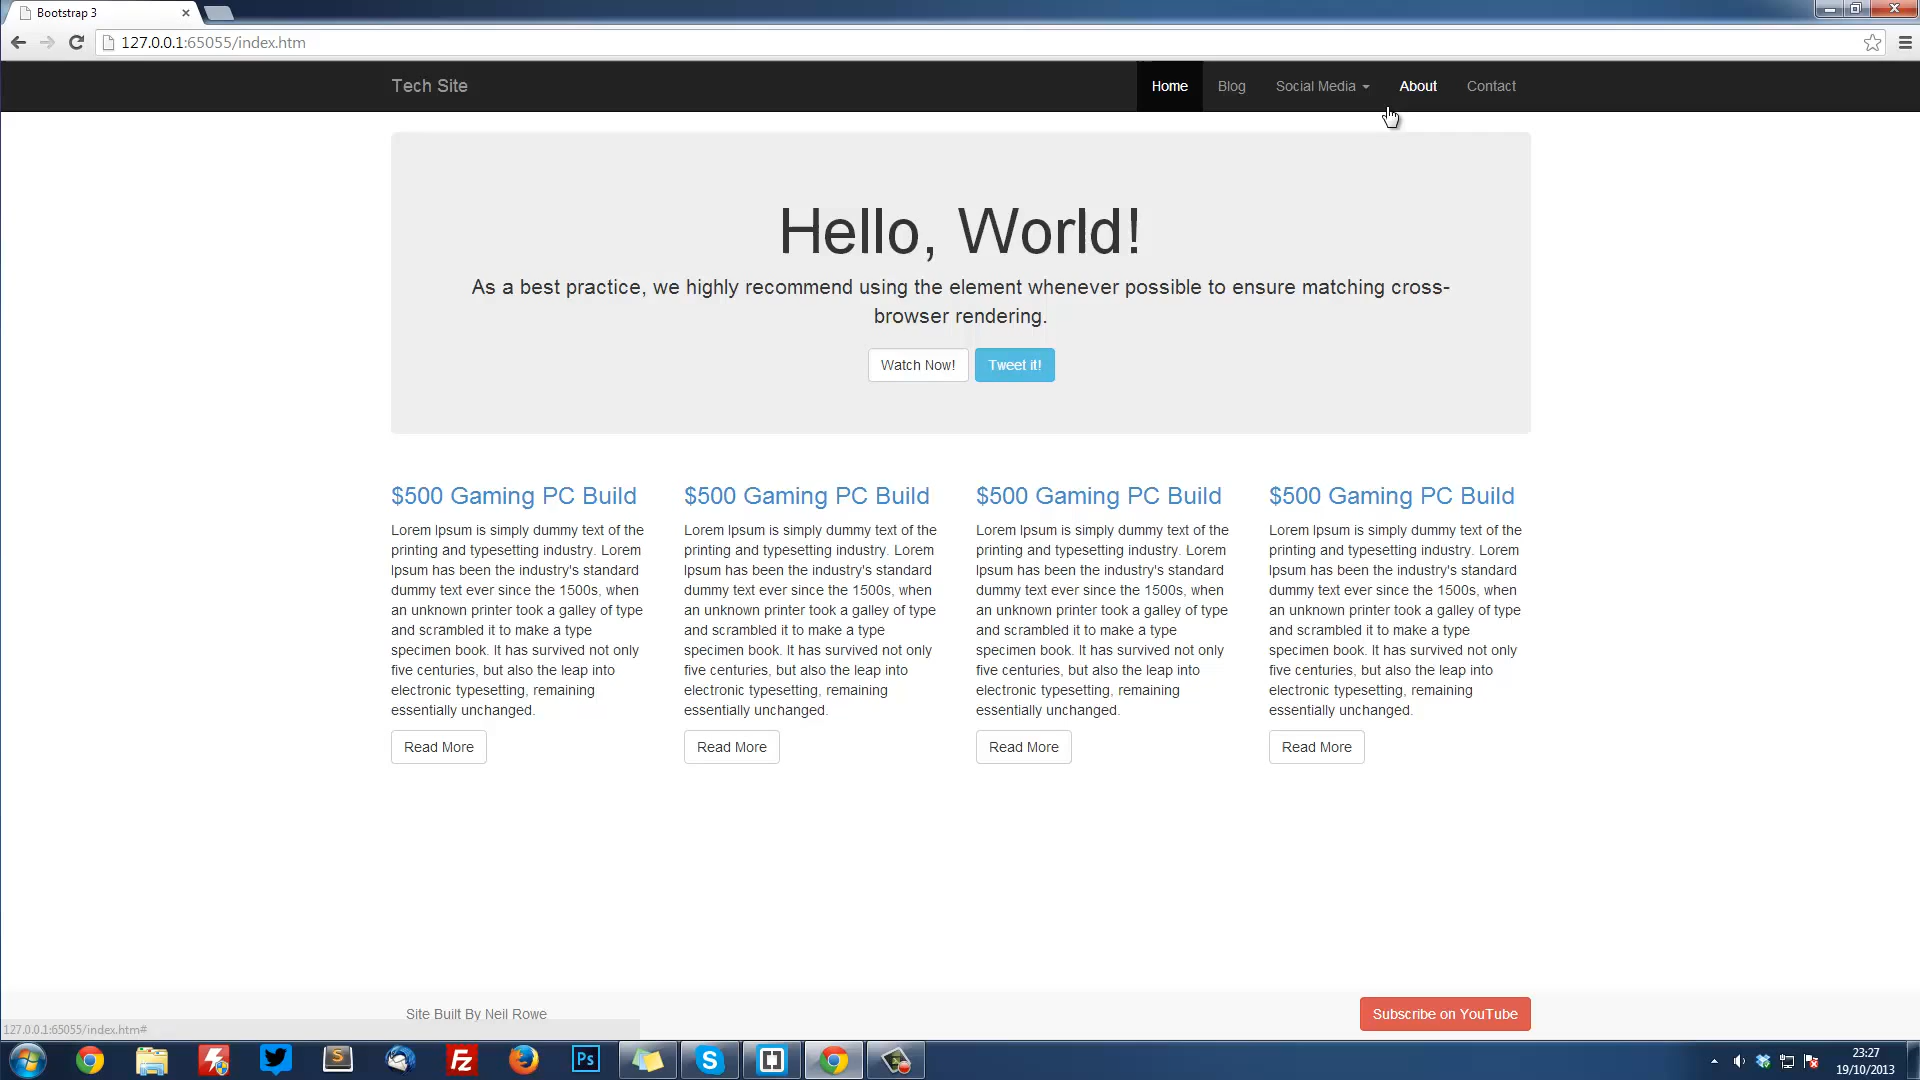 Bootstrap 3
127.0.0.1:65055/index.htm
Tech Site
Home
Blog
Social Media
About
Contact
Hello, World!
As a best practice, we highly recommend using the element whenever possible to ensure matching cross-
browser rendering.
Watch Now!
Tweet it!
$500 Gaming PC Build
Lorem Ipsum is simply dummy text of the
printing and typesetting industry. Lorem
Ipsum has been the industry's standard
dummy text ever since the 1500s, when
an unknown printer took a galley of type
and scrambled it to make a type
specimen book. It has survived not only
five centuries, but also the leap into
electronic typesetting, remaining
essentially unchanged.
Read More
$500 Gaming PC Build
Lorem Ipsum is simply dummy text of the
printing and typesetting industry. Lorem
Ipsum has been the industry's standard
dummy text ever since the 1500s, when
an unknown printer took a galley of type
and scrambled it to make a type
specimen book. It has survived not only
five centuries, but also the leap into
electronic typesetting, remaining
essentially unchanged.
Read More
$500 Gaming PC Build
Lorem Ipsum is simply dummy text of the
printing and typesetting industry. Lorem
Ipsum has been the industry's standard
dummy text ever since the 1500s, when
an unknown printer took a galley of type
and scrambled it to make a type
specimen book. It has survived not only
five centuries, but also the leap into
electronic typesetting, remaining
essentially unchanged.
Read More
$500 Gaming PC Build
Lorem Ipsum is simply dummy text of the
printing and typesetting industry. Lorem
Ipsum has been the industry's standard
dummy text ever since the 1500s, when
an unknown printer took a galley of type
and scrambled it to make a type
specimen book. It has survived not only
five centuries, but also the leap into
electronic typesetting, remaining
essentially unchanged.
Read More
Site Built By Neil Rowe
Subscribe on YouTube
127.0.0.1:65055/index.htm#
S
Fz
Ps
S
23:27
19/10/2013